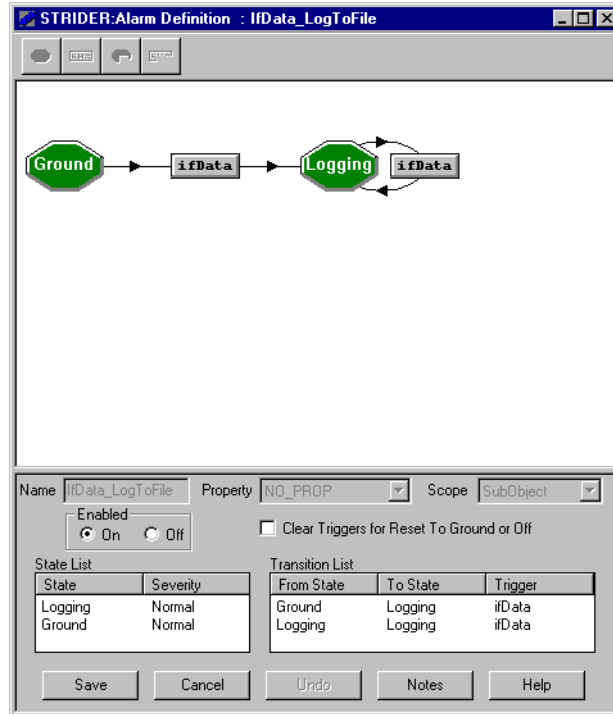 STRIDER:Alarm Definition : IfData_LogToFile
Ground ifData Logging ifData
Name IfData_LogToFile Property NO_PROP Scope SubObject
Enabled
On Off Clear Triggers for Reset To Ground or Off
State List Transition List
State Severity From State To State Trigger
Logging Normal Ground Logging ifData
Ground Normal Logging Logging ifData
Save Cancel Undo Notes Help